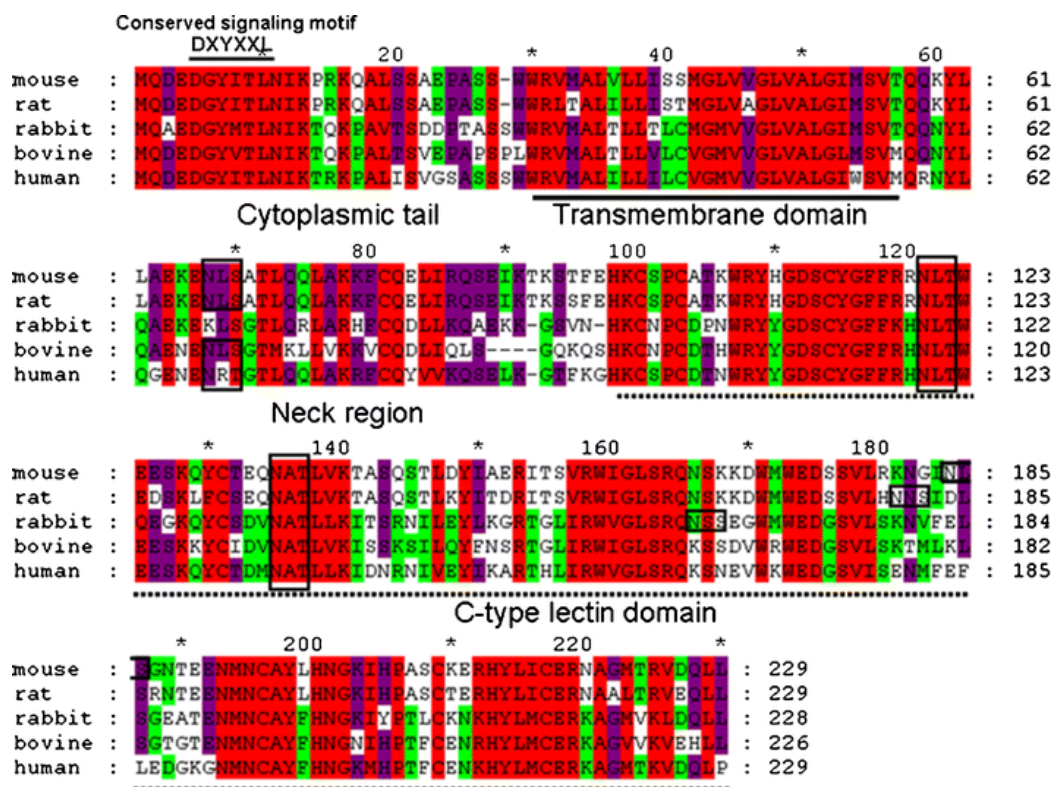 Conserved signaling motif
DXYXXL
* 20 * 40 * 60
mouse : MQDEDGYITLNIKPRKQALSSAEPASS-WWRVMALVLLISSMGLVVGLVALGIMSVTQQKYL : 61
rat : MQDEDGYITLNIKPRKQALSSAEPASS-WWRLTALILLISTMGLVAGLVALGIMSVTQQKYL : 61
rabbit : MQAEDGYMTLNIKTQKPAVTSDDPTASSWWRVMALTLLTLCMGMVVGLVALGIMSVTQQNYL : 62
bovine : MQDEDGYVTLNIKTQKPALTSVEPAPSPLWRVMALTLLVLCVGMVVGLVALGLMSVMQQNYL : 62
human : MQDEDGYITLNIKTRKPALISVGSASSSWWRVMALILLILCVGMVVGLVALGIWSVMQRNYL : 62
Cytoplasmic tail Transmembrane domain
* 80 * 100 * 120
mouse : LAEKENLSATLQQLAKKFCQELIRQSEIKTKSTFEHKCSPCATKWRYHGDSCYGFFRRNLTW : 123
rat : LAEKENLSATLQQLAKKFCQELIRQSEIKTKSSFEHKCSPCATKWRYHGDSCYGFFRRNLTW : 123
rabbit : QAEKEKLSGTLQRLARHFCQDLLKQAEKK-GSVN-HKCNPCDPNWRYYGDSCYGFFKHNLTW : 122
bovine : QAENENLSGTMKLLVKKVCQDLIQLS----GQKQSHKCNPCDTHWRYYGDSCYGFFRHNLTW : 120
human : QGENENRTGTLQQLAKRFCQYVVKQSELK-GTFKGHKCSPCDTNWRYYGDSCYGFFRHNLTW : 123
Neck region
* 140 * 160 * 180
mouse : EESKQYCTEQNATLVKTASQSTLDYIAERITSVRWIGLSRQNSKKDWMWEDSSVLRKNGINL : 185
rat : EDSKLFCSEQNATLVKTASQSTLKYITDRITSVRWIGLSRQNSKKDWMWEDSSVLHNNSIDL : 185
rabbit : QEGKQYCSDVNATLLKITSRNILEYLKGRTGLIRWVGLSRQNSSEGWMWEDGSVLSKNVFEL : 184
bovine : EESKKYCIDVNATLVKISSKSILQYFNSRTGLIRWIGLSRQKSSDVWRWEDGSVLSKTMLKL : 182
human : EESKQYCTDMNATLLKIDNRNIVEYIKARTHLIRWVGLSRQKSNEVWKWEDGSVISENMFEF : 185
C-type lectin domain
* 200 * 220 *
mouse : SGNTEENMNCAYLHNGKIHPASCKERHYLICERNAGMTRVDQLL : 229
rat : SRNTEENMNCAYLHNGKIHPASCTERHYLICERNAALTRVEQLL : 229
rabbit : SGEATENMNCAYFHNGKIYPTLCKNKHYLMCERKAGMVKLDQLL : 228
bovine : SGTGTENMNCAYFHNGNIHPTFCENRHYLMCERKAGVVKVEHLL : 226
human : LEDGKGNMNCAYFHNGKMHPTFCENKHYLMCERKAGMTKVDQLP : 229